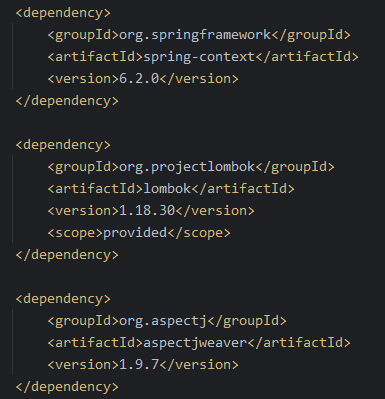 <dependency>
    <groupId>org.springframework</groupId>
    <artifactId>spring-context</artifactId>
    <version>6.2.0</version>
</dependency>

<dependency>
    <groupId>org.projectlombok</groupId>
    <artifactId>lombok</artifactId>
    <version>1.18.30</version>
    <scope>provided</scope>
</dependency>

<dependency>
    <groupId>org.aspectj</groupId>
    <artifactId>aspectjweaver</artifactId>
    <version>1.9.7</version>
</dependency>